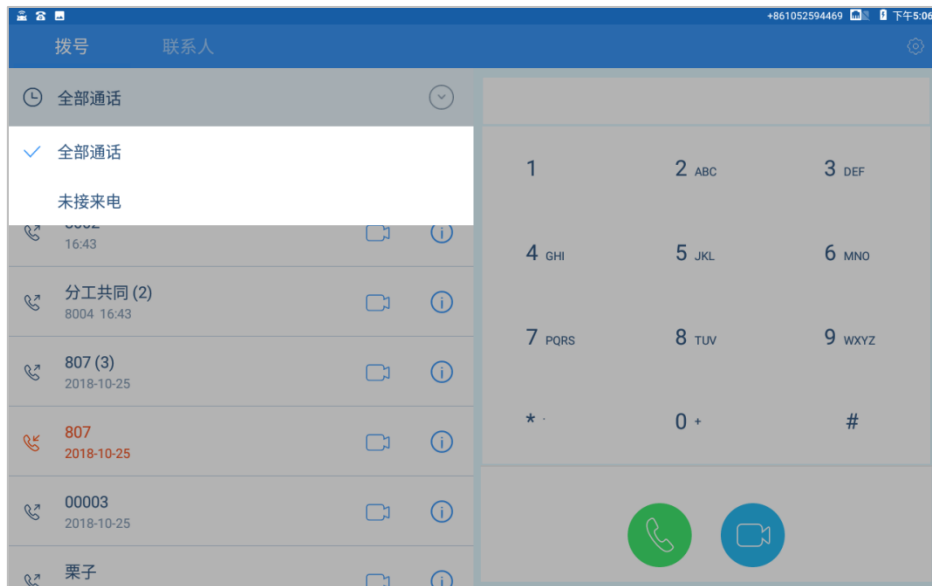 +861052594469 下午5:06
拨号 联系人
全部通话
全部通话
未接来电
16:43
分工共同 (2)
8004 16:43
807 (3)
2018-10-25
807
2018-10-25
00003
2018-10-25
栗子
1 2 ABC 3 DEF
4 GHI 5 JKL 6 MNO
7 PQRS 8 TUV 9 WXYZ
* · 0 + #